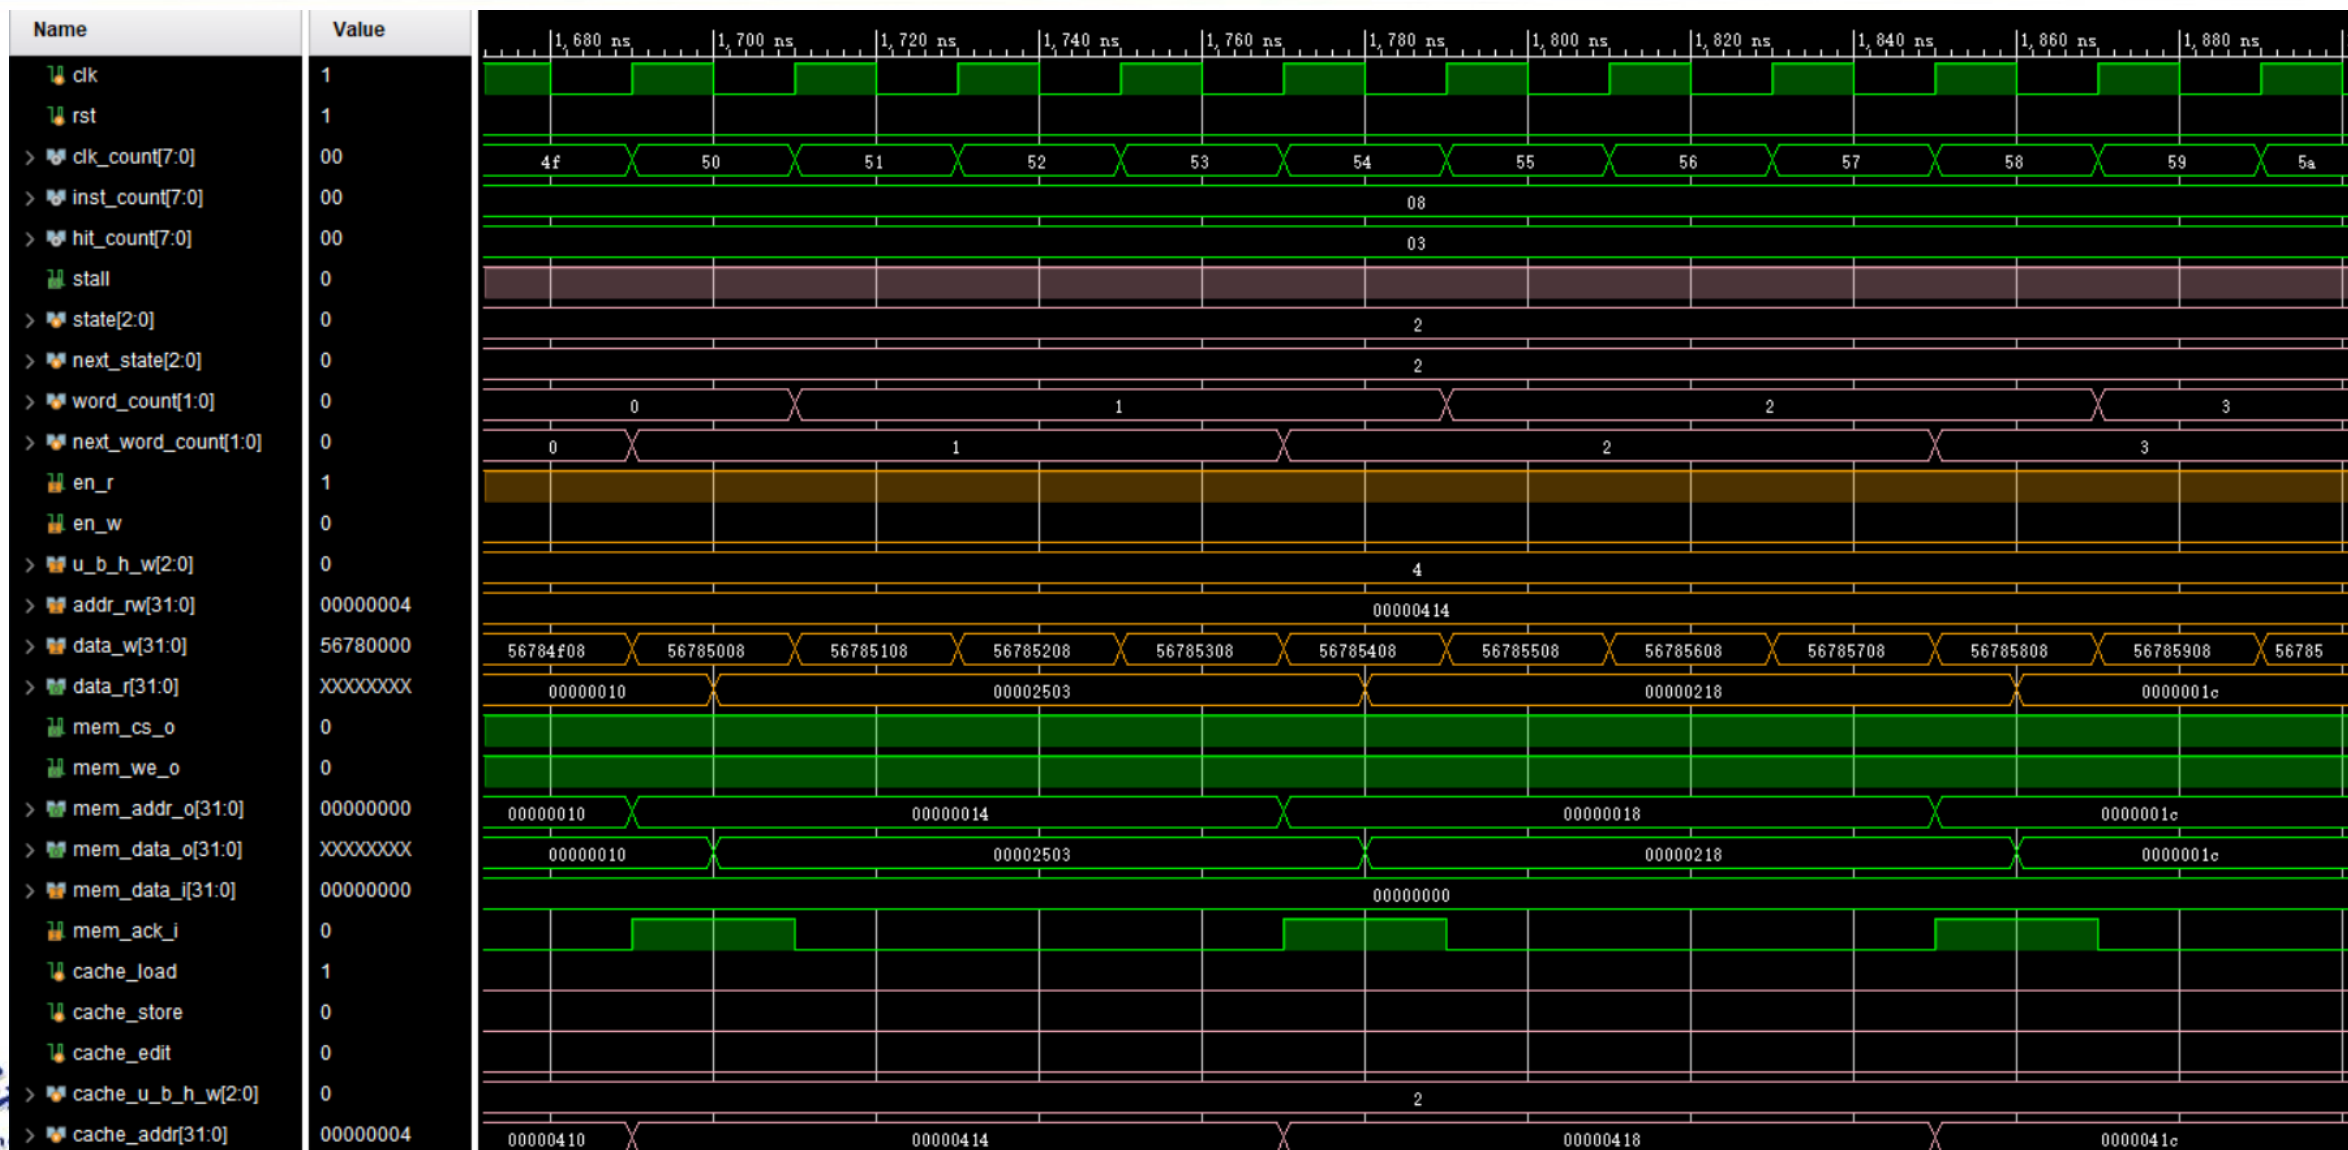 Name Value 1,680 ns 1,700 ns 1,720 ns 1,740 ns 1,760 ns 1,780 ns 1,800 ns 1,820 ns 1,840 ns 1,860 ns 1,880 ns
clk 1
rst 1
clk_count[7:0] 00 4f 50 51 52 53 54 55 56 57 58 59 5a
inst_count[7:0] 00 08
hit_count[7:0] 00 03
stall 0
state[2:0] 0 2
next_state[2:0] 0 2
word_count[1:0] 0 0 1 2 3
next_word_count[1:0] 0 0 1 2 3
en_r 1
en_w 0
u_b_h_w[2:0] 0 4
addr_rw[31:0] 00000004 00000414
data_w[31:0] 56780000 56784f08 56785008 56785108 56785208 56785308 56785408 56785508 56785608 56785708 56785808 56785908 56785
data_r[31:0] XXXXXXXX 00000010 00002503 00000218 0000001c
mem_cs_o 0
mem_we_o 0
mem_addr_o[31:0] 00000000 00000010 00000014 00000018 0000001c
mem_data_o[31:0] XXXXXXXX 00000010 00002503 00000218 0000001c
mem_data_i[31:0] 00000000 00000000
mem_ack_i 0
cache_load 1
cache_store 0
cache_edit 0
cache_u_b_h_w[2:0] 0 2
cache_addr[31:0] 00000004 00000410 00000414 00000418 0000041c